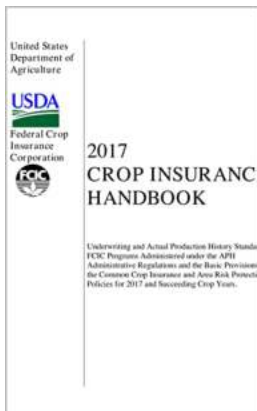 United States
Department of
Agriculture
USDA
Federal Crop
Insurance
Corporation
FCIC
2017
CROP INSURANC
HANDBOOK
Underwriting and Actual Production History Standa
FCIC Programs Administered under the APH
Administrative Regulations and the Basic Provision
the Common Crop Insurance and Area Risk Protecti
Policies for 2017 and Succeeding Crop Years.